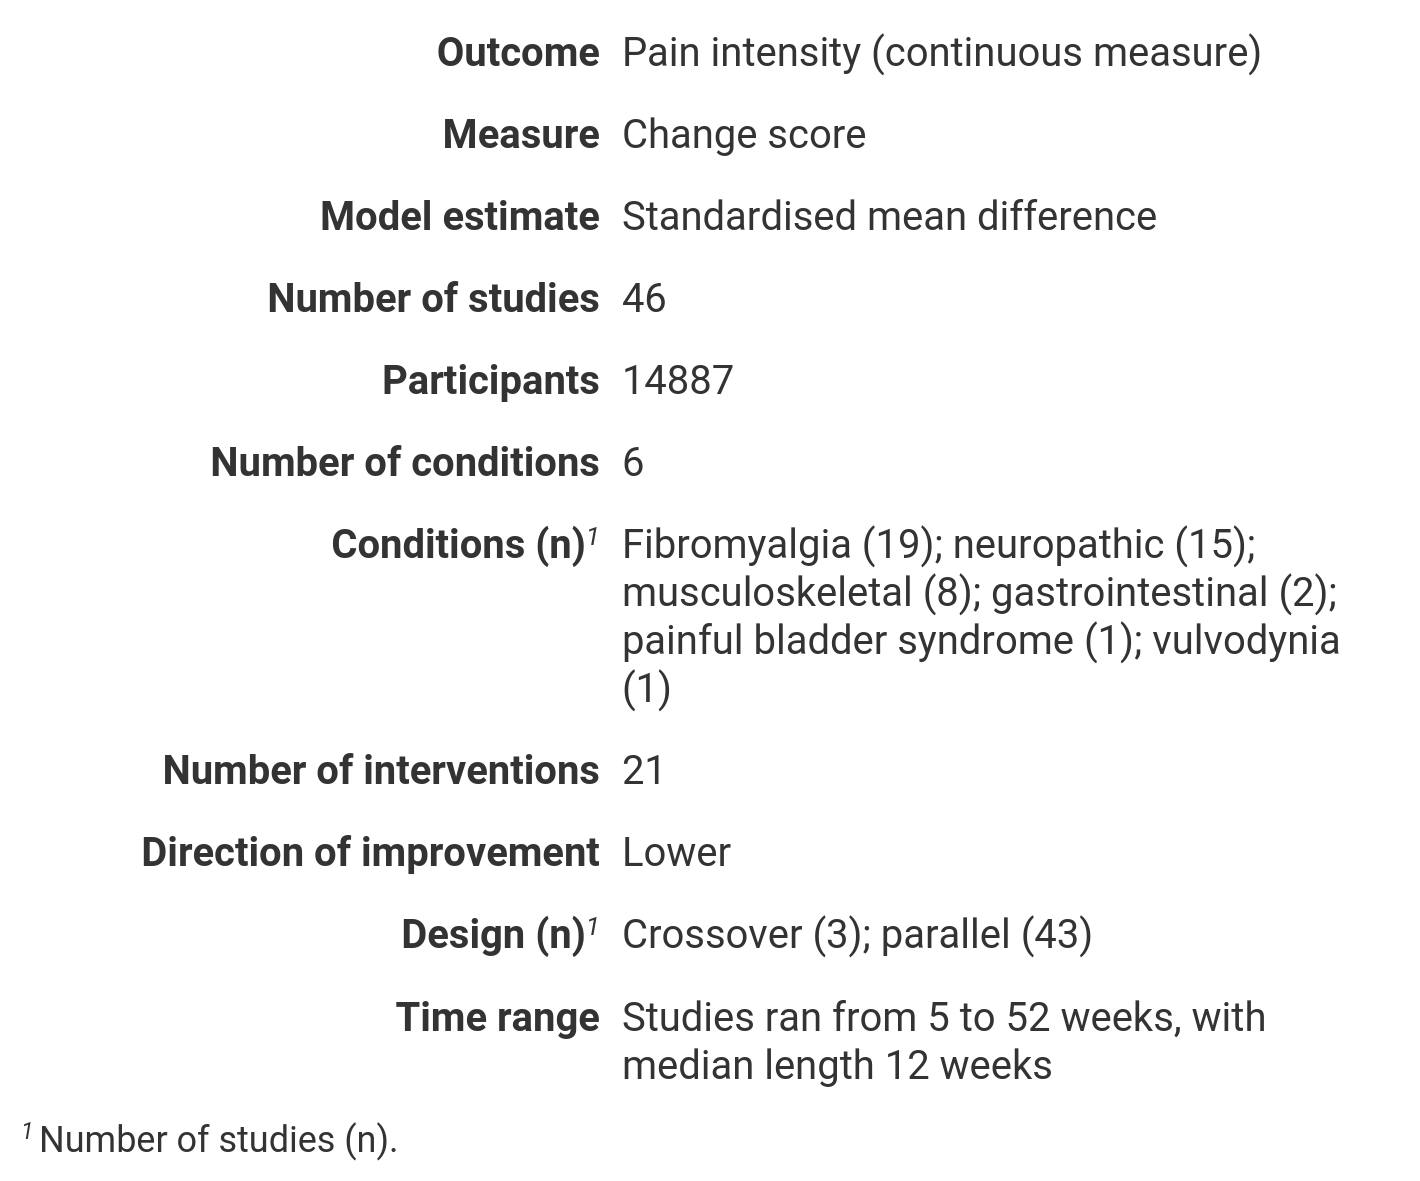 Outcome Pain intensity (continuous measure)
Measure Change score
Model estimate Standardised mean difference
Number of studies 46
Participants 14887
Number of conditions 6
Conditions (n)¹ Fibromyalgia (19); neuropathic (15);
musculoskeletal (8); gastrointestinal (2);
painful bladder syndrome (1); vulvodynia
(1)
Number of interventions 21
Direction of improvement Lower
Design (n)¹ Crossover (3); parallel (43)
Time range Studies ran from 5 to 52 weeks, with
median length 12 weeks
¹ Number of studies (n).